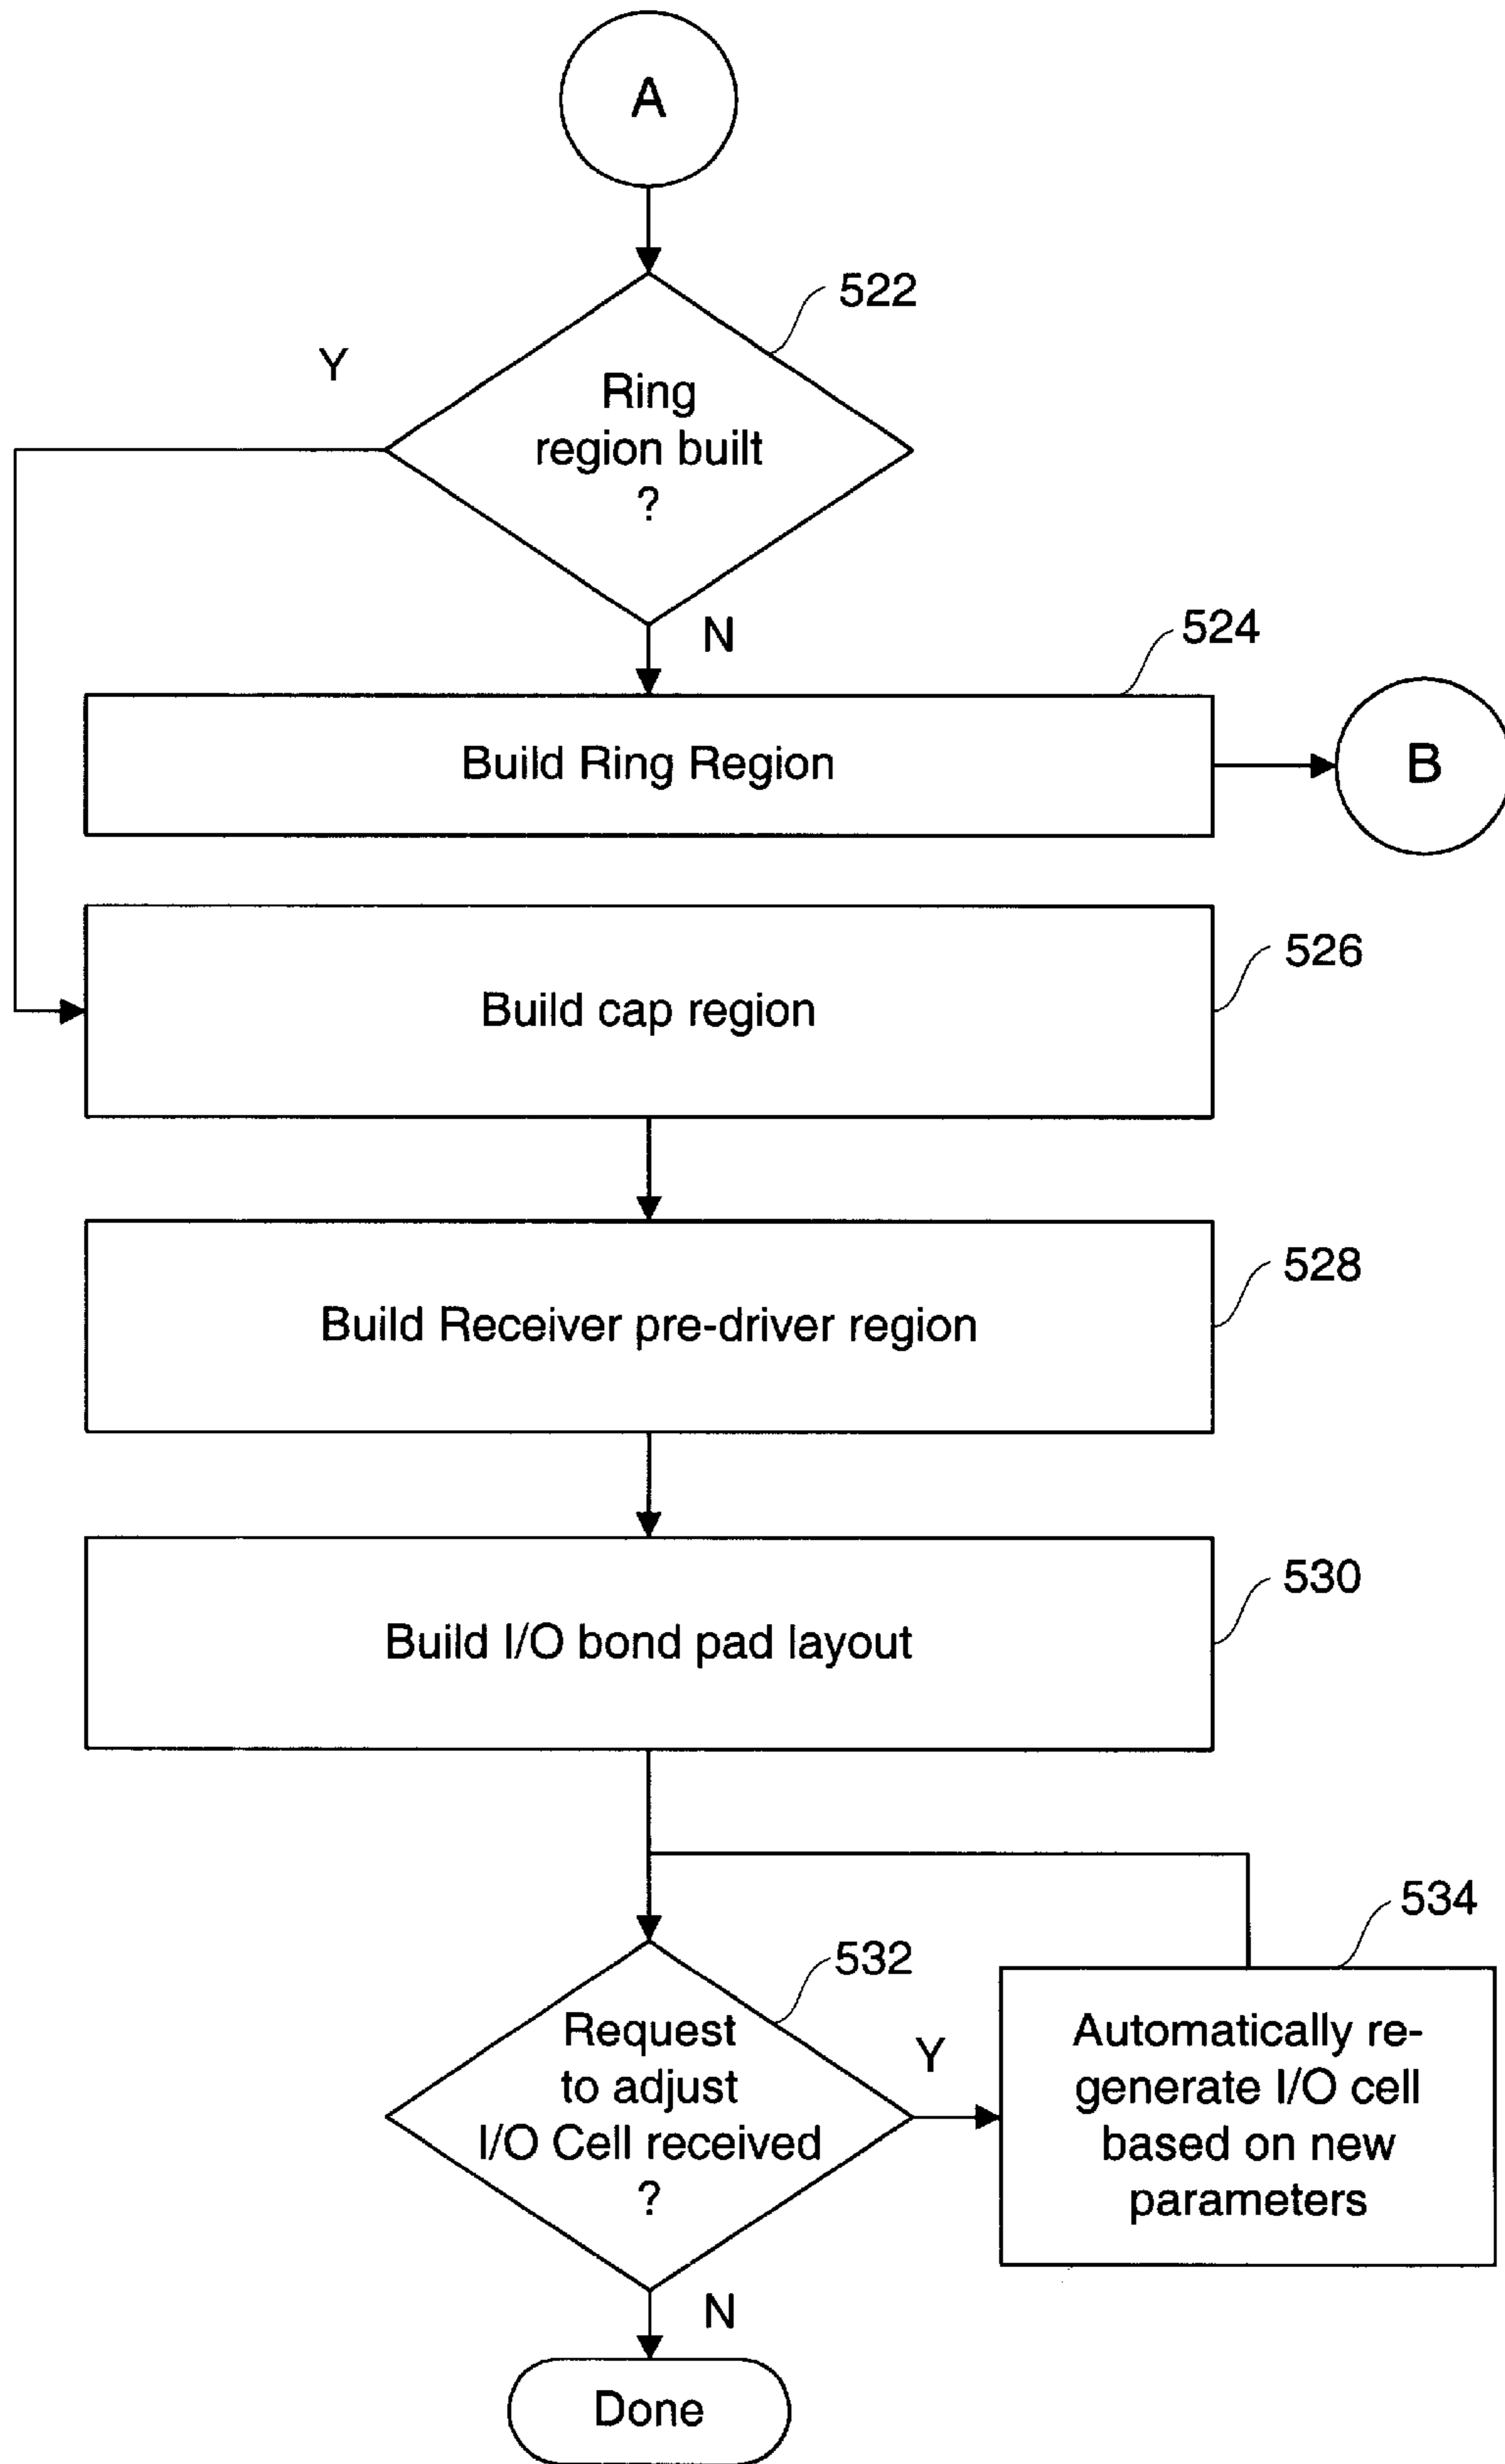 A
522
Y
Ring
region built
?
N
524
Build Ring Region
B
526
Build cap region
528
Build Receiver pre-driver region
530
Build I/O bond pad layout
534
532
Request
to adjust
I/O Cell received
?
Y
Automatically re-
generate I/O cell
based on new
parameters
N
Done